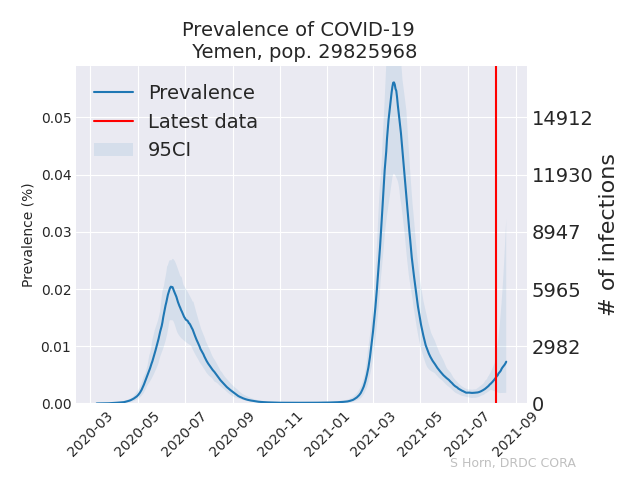 Prevalence of COVID-19
Yemen, pop. 29825968
Prevalence
Latest data
95CI
Prevalence (%)
0.05
0.04
0.03
0.02
0.01
0.00
14912
11930
8947
5965
2982
0
# of infections
2020-03
2020-05
2020-07
2020-09
2020-11
2021-01
2021-03
2021-05
2021-07
2021-09
S Horn, DRDC CORA